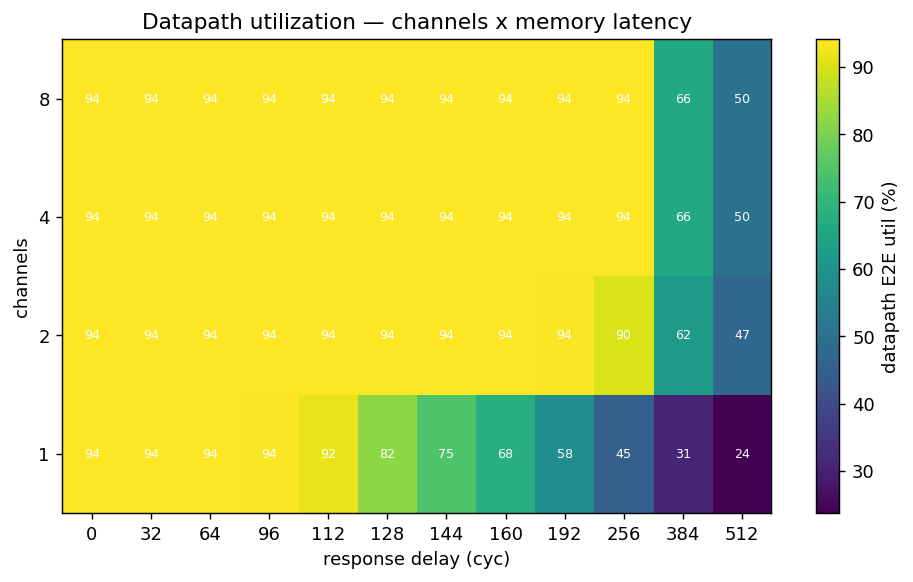 Datapath utilization — channels x memory latency
8 94 94 94 94 94 94 94 94 94 94 66 50
4 94 94 94 94 94 94 94 94 94 94 66 50
2 94 94 94 94 94 94 94 94 94 90 62 47
1 94 94 94 94 92 82 75 68 58 45 31 24
0 32 64 96 112 128 144 160 192 256 384 512
response delay (cyc)
channels
90
80
70
60
50
40
30
datapath E2E util (%)